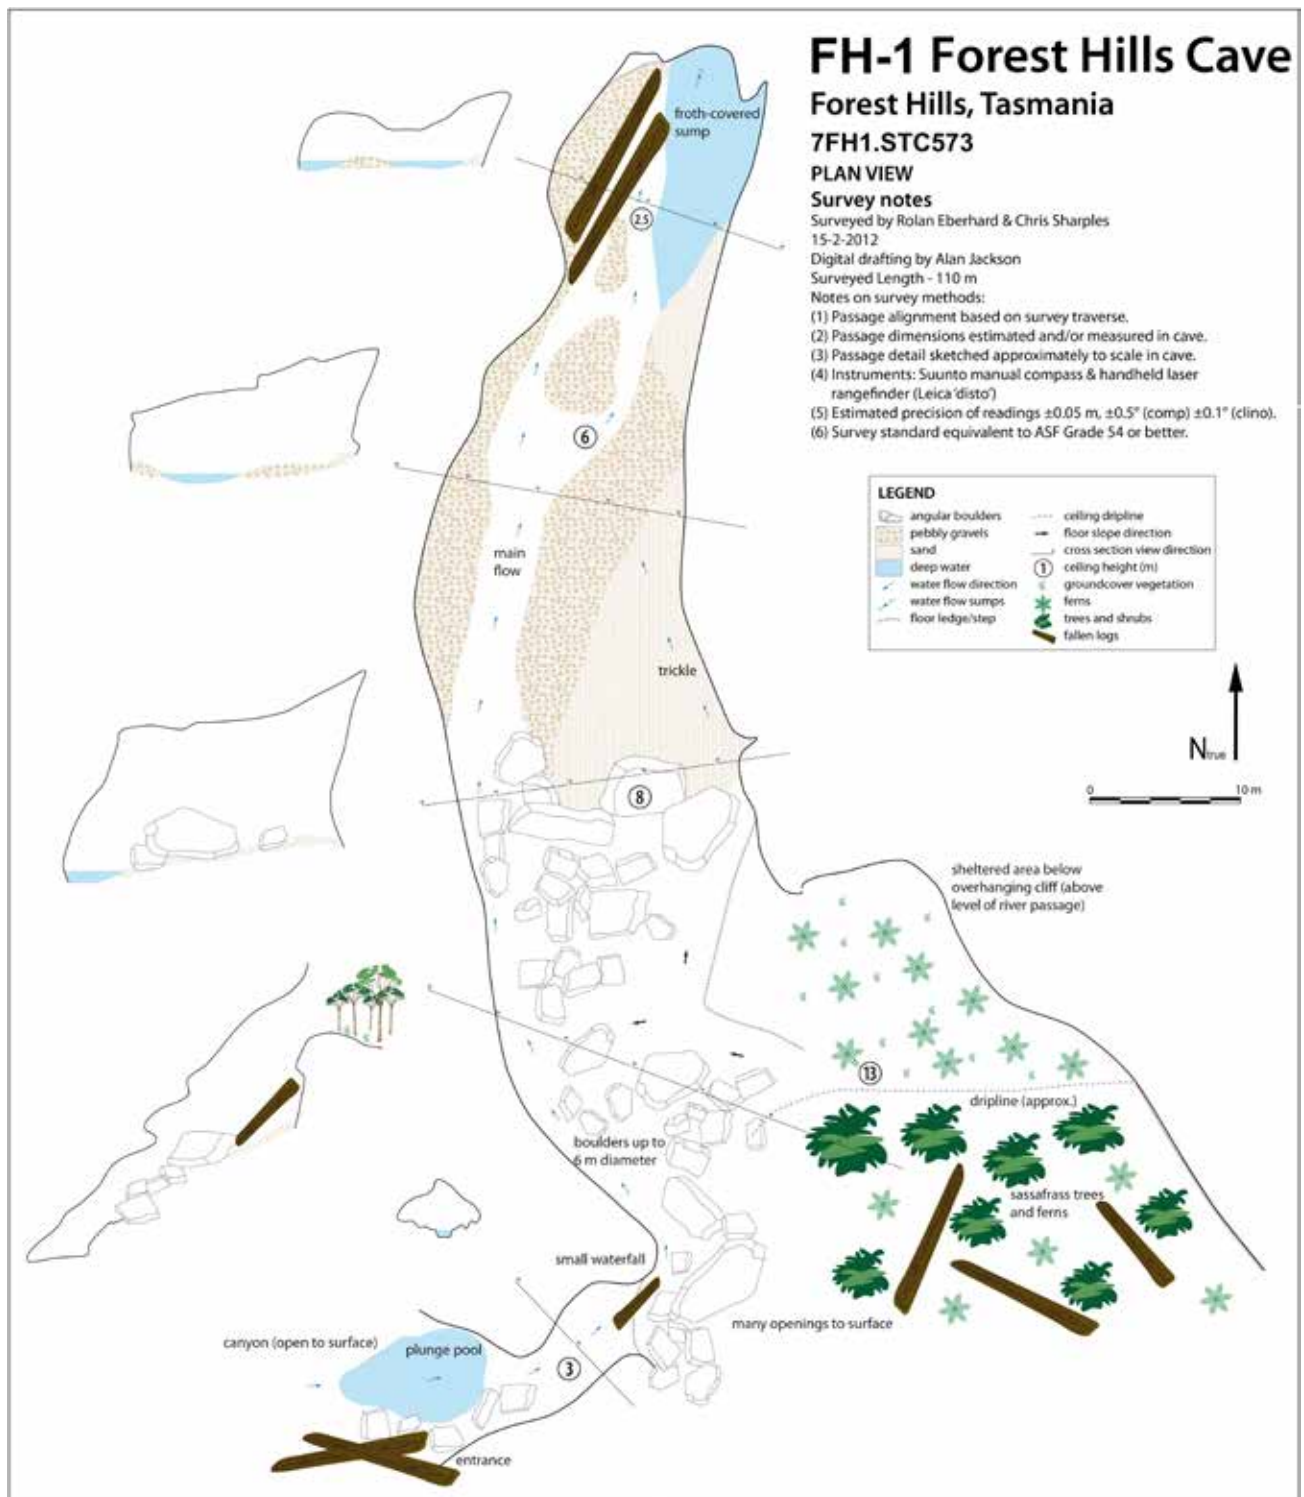 FH-1 Forest Hills Cave
Forest Hills, Tasmania
7FH1.STC573
PLAN VIEW
Survey notes
Surveyed by Rolan Eberhard & Chris Sharples
15-2-2012
Digital drafting by Alan Jackson
Surveyed Length - 110 m
Notes on survey methods:
(1) Passage alignment based on survey traverse.
(2) Passage dimensions estimated and/or measured in cave.
(3) Passage detail sketched approximately to scale in cave.
(4) Instruments: Suunto manual compass & handheld laser
rangefinder (Leica 'disto')
(5) Estimated precision of readings ±0.05 m, ±0.5° (comp) ±0.1° (clino).
(6) Survey standard equivalent to ASF Grade 54 or better.
LEGEND
angular boulders
pebbly gravels
sand
deep water
water flow direction
water flow sumps
floor ledge/step
ceiling dripline
floor slope direction
cross section view direction
1 ceiling height (m)
groundcover vegetation
ferns
trees and shrubs
fallen logs
N true
0 10 m
froth-covered
sump
2.5
6
main
flow
trickle
8
sheltered area below
overhanging cliff (above
level of river passage)
13
dripline (approx.)
boulders up to
6 m diameter
sassafrass trees
and ferns
small waterfall
many openings to surface
canyon (open to surface)
plunge pool
3
entrance